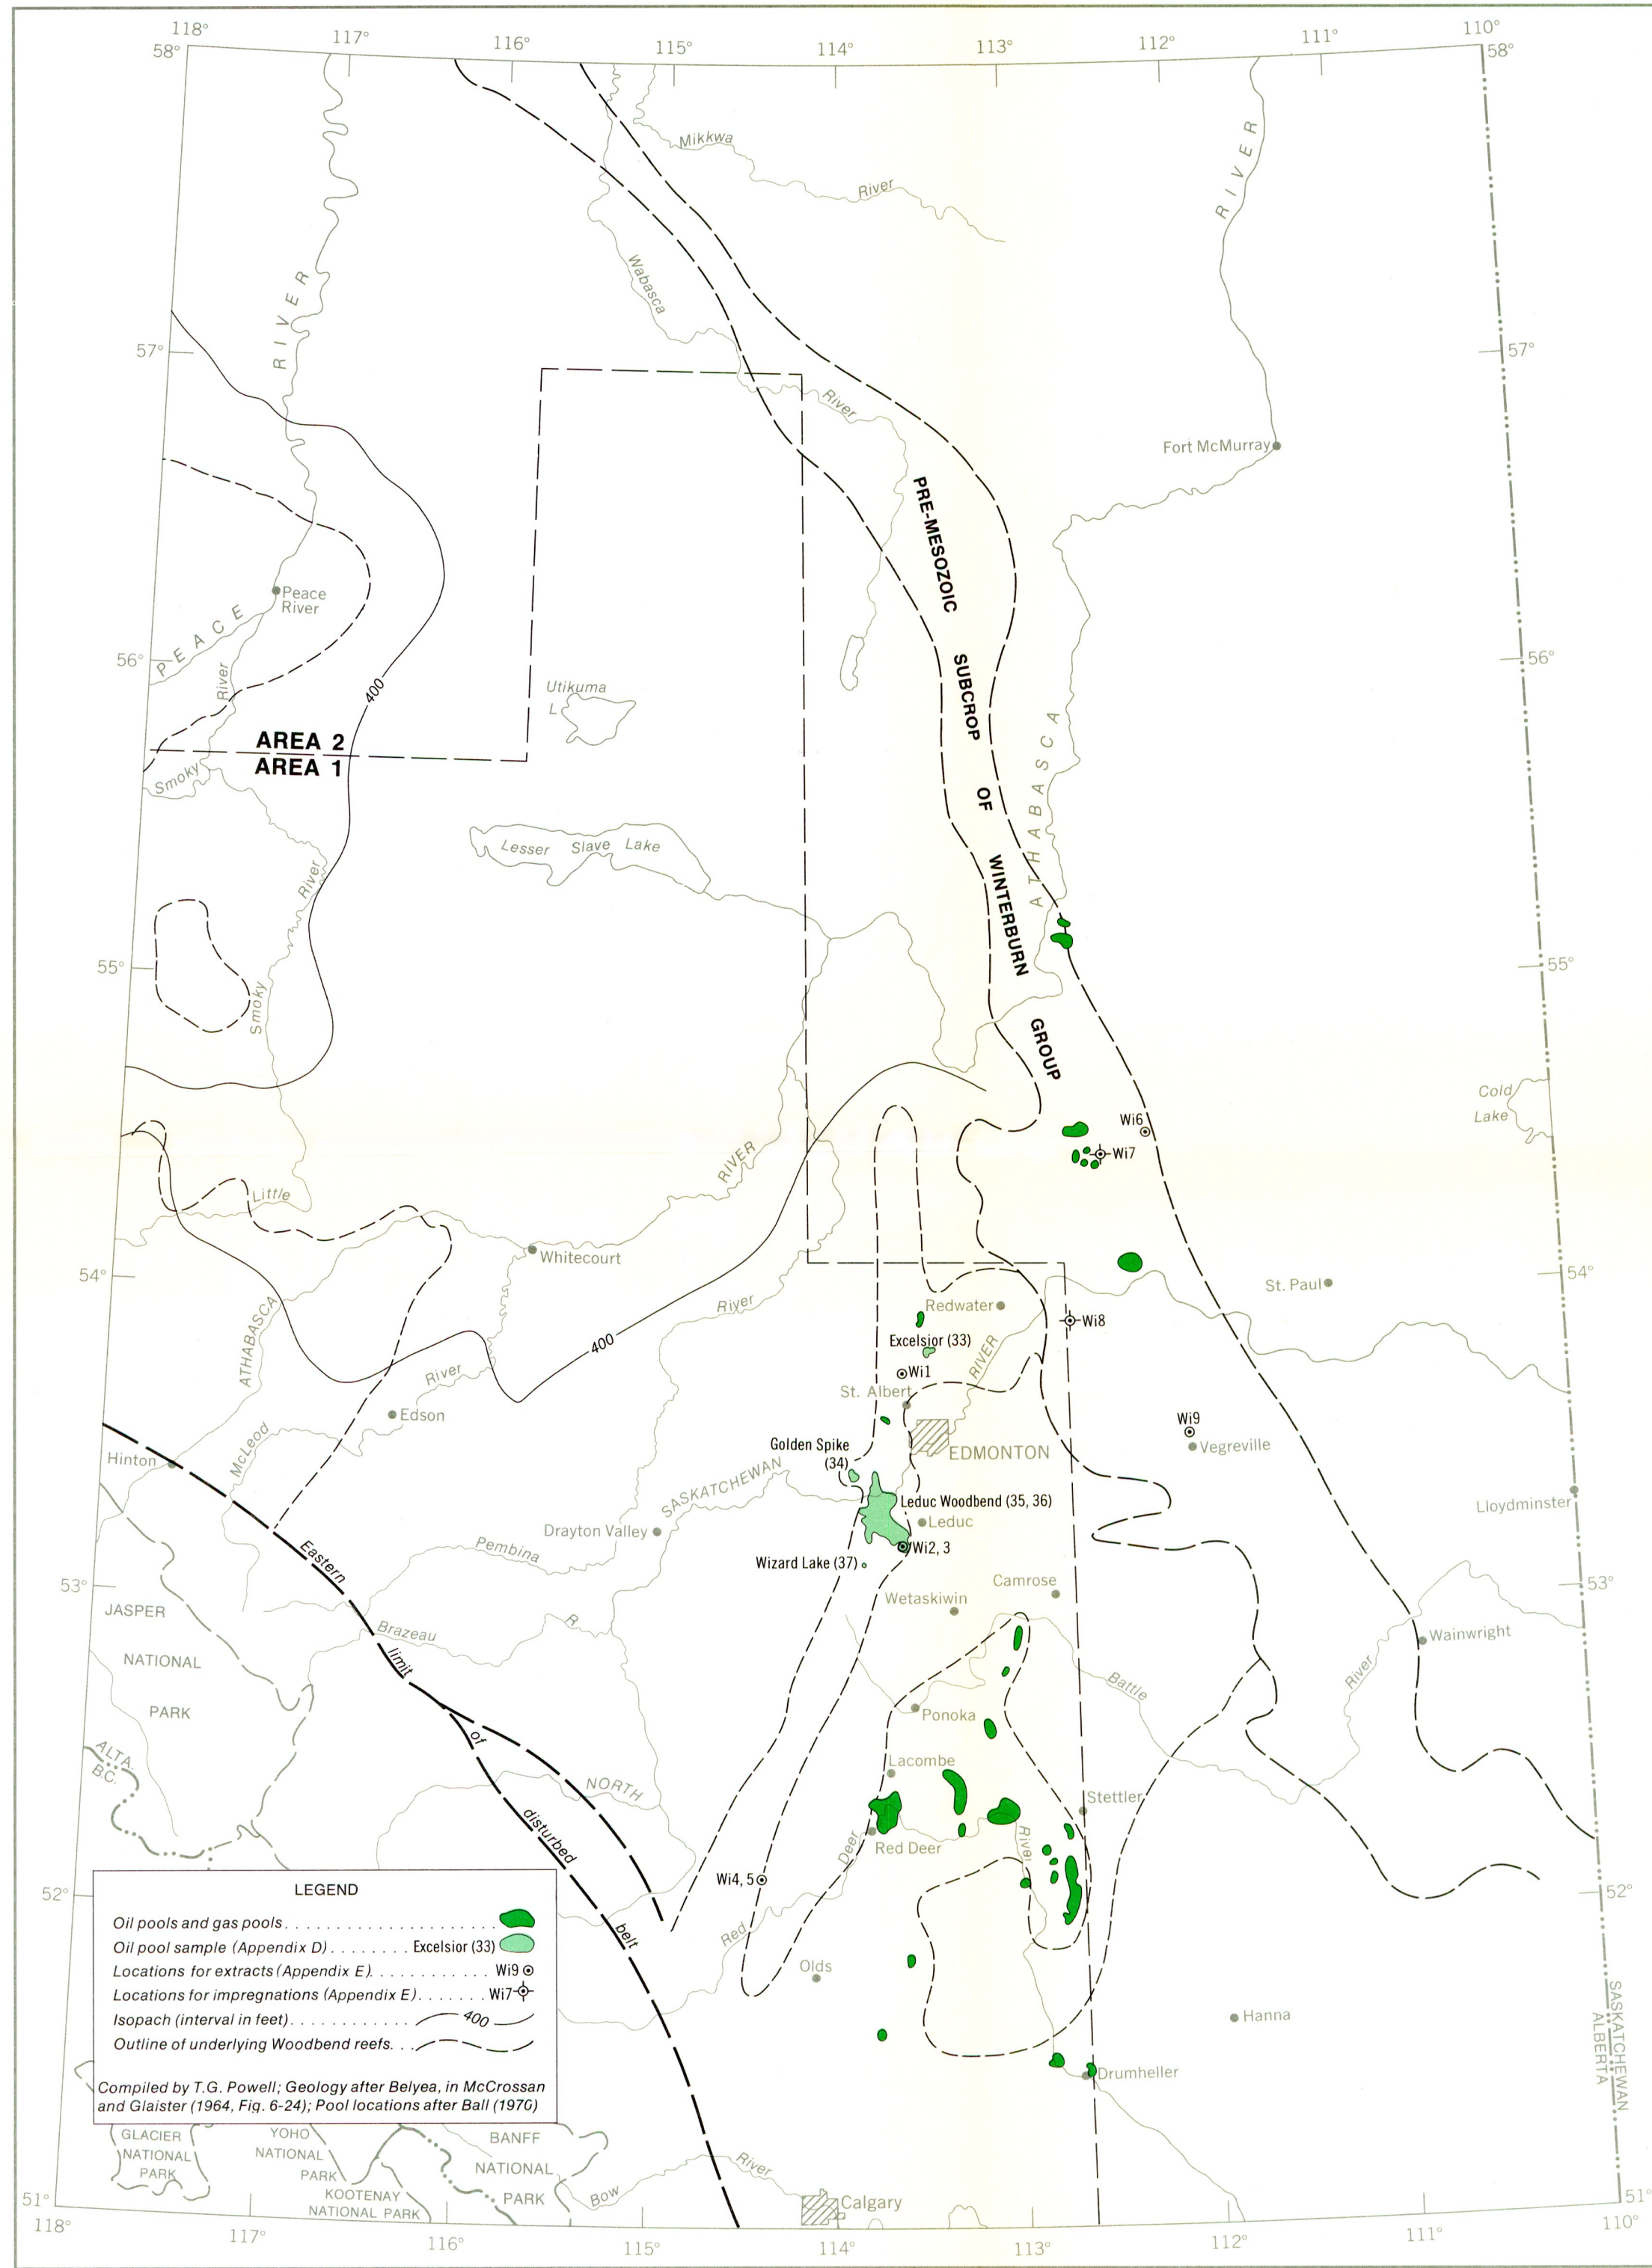 118°
117°
116°
115°
114°
113°
112°
111°
110°
58°
58°
Mikkwa
River
RIVER
Wabasca
RIVER
57°
57°
River
Fort McMurray
PRE-MESOZOIC SUBCROP OF WINTERBURN GROUP
Peace
River
PEACE
56°
56°
River
400
Utikuma
L
ATHABASCA
AREA 2
AREA 1
Smoky
Lesser Slave Lake
River
55°
55°
Smoky
Cold
Lake
Wi6
Wi7
RIVER
Little
Whitecourt
54°
54°
St. Paul
ATHABASCA
River
Redwater
Wi8
Excelsior (33)
400
RIVER
River
Wi1
St. Albert
Edson
Wi9
Vegreville
McLeod
Hinton
Golden Spike
(34)
EDMONTON
SASKATCHEWAN
Leduc Woodbend (35, 36)
Leduc
Lloydminster
Drayton Valley
Pembina
Wi2, 3
Wizard Lake (37)
Eastern limit of disturbed belt
53°
53°
Camrose
Wetaskiwin
JASPER
NATIONAL
PARK
Brazeau
R.
Wainwright
River
Battle
Ponoka
ALTA.
B.C.
Lacombe
NORTH
Stettler
River
Deer
Red Deer
Wi4, 5
52°
52°
Red
Olds
Hanna
SASKATCHEWAN
ALBERTA
Drumheller
LEGEND
Oil pools and gas pools
Oil pool sample (Appendix D) Excelsior (33)
Locations for extracts (Appendix E) Wi9
Locations for impregnations (Appendix E) Wi7
Isopach (interval in feet) 400
Outline of underlying Woodbend reefs
Compiled by T.G. Powell; Geology after Belyea, in McCrossan
and Glaister (1964, Fig. 6-24); Pool locations after Ball (1970)
GLACIER
NATIONAL
PARK
YOHO
NATIONAL
PARK
KOOTENAY
NATIONAL PARK
BANFF
NATIONAL
PARK
River
Bow
Calgary
51°
51°
118°
117°
116°
115°
114°
113°
112°
111°
110°